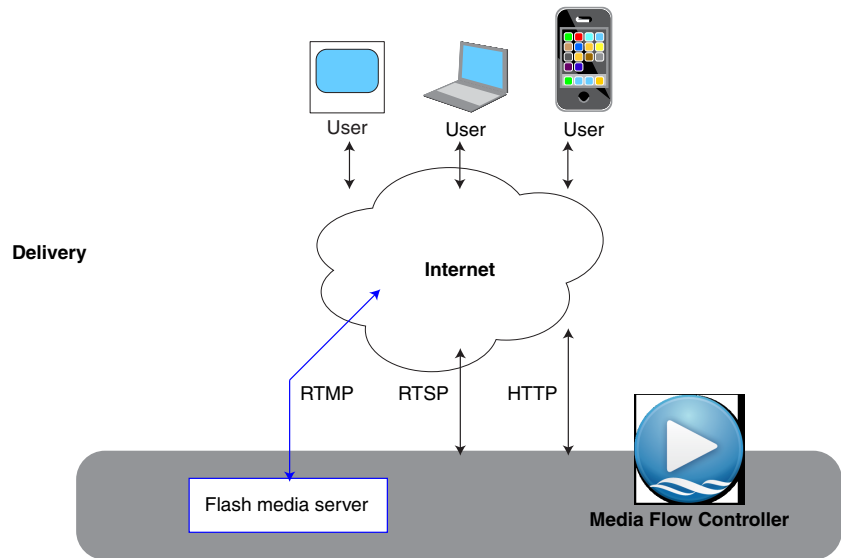 User
User
User
Delivery
Internet
RTMP
RTSP
HTTP
Flash media server
Media Flow Controller